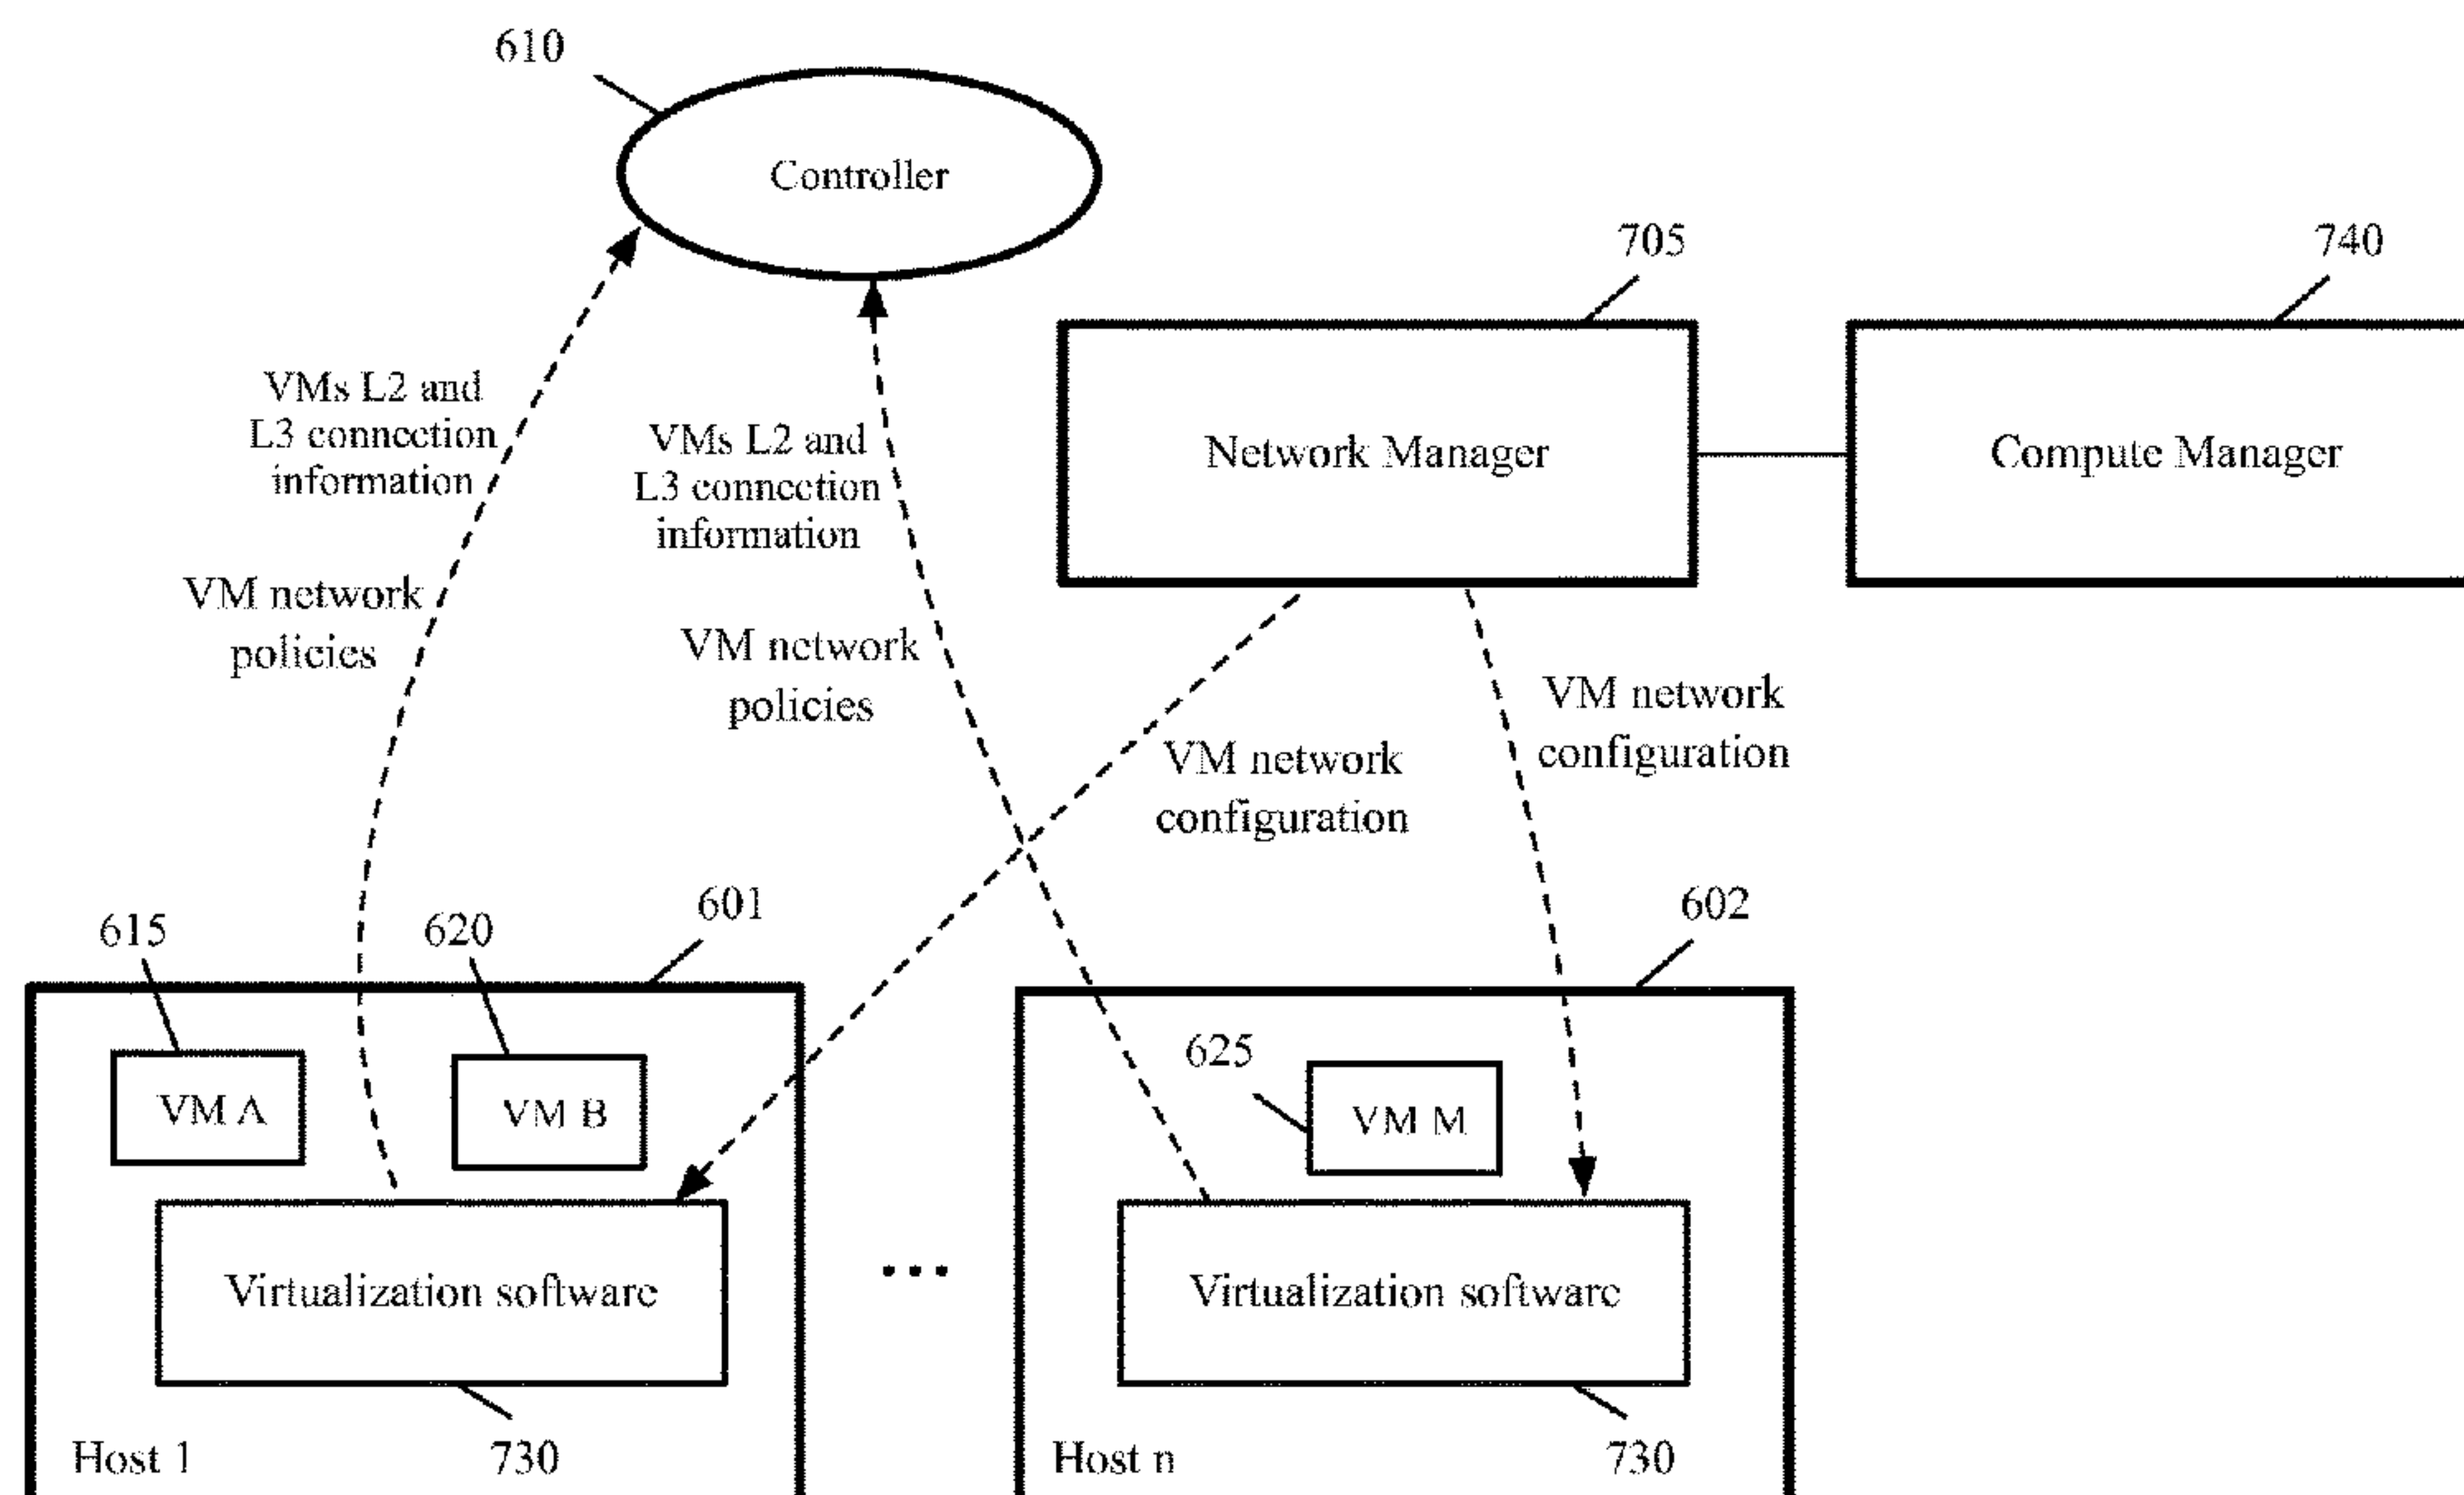 610
Controller
705
740
VMs L2 and
L3 connection
information
VMs L2 and
L3 connection
information
Network Manager
Compute Manager
VM network
policies
VM network
policies
VM network
configuration
VM network
configuration
615
620
601
602
625
VM A
VM B
VM M
Virtualization software
...
Virtualization software
Host 1
730
Host n
730